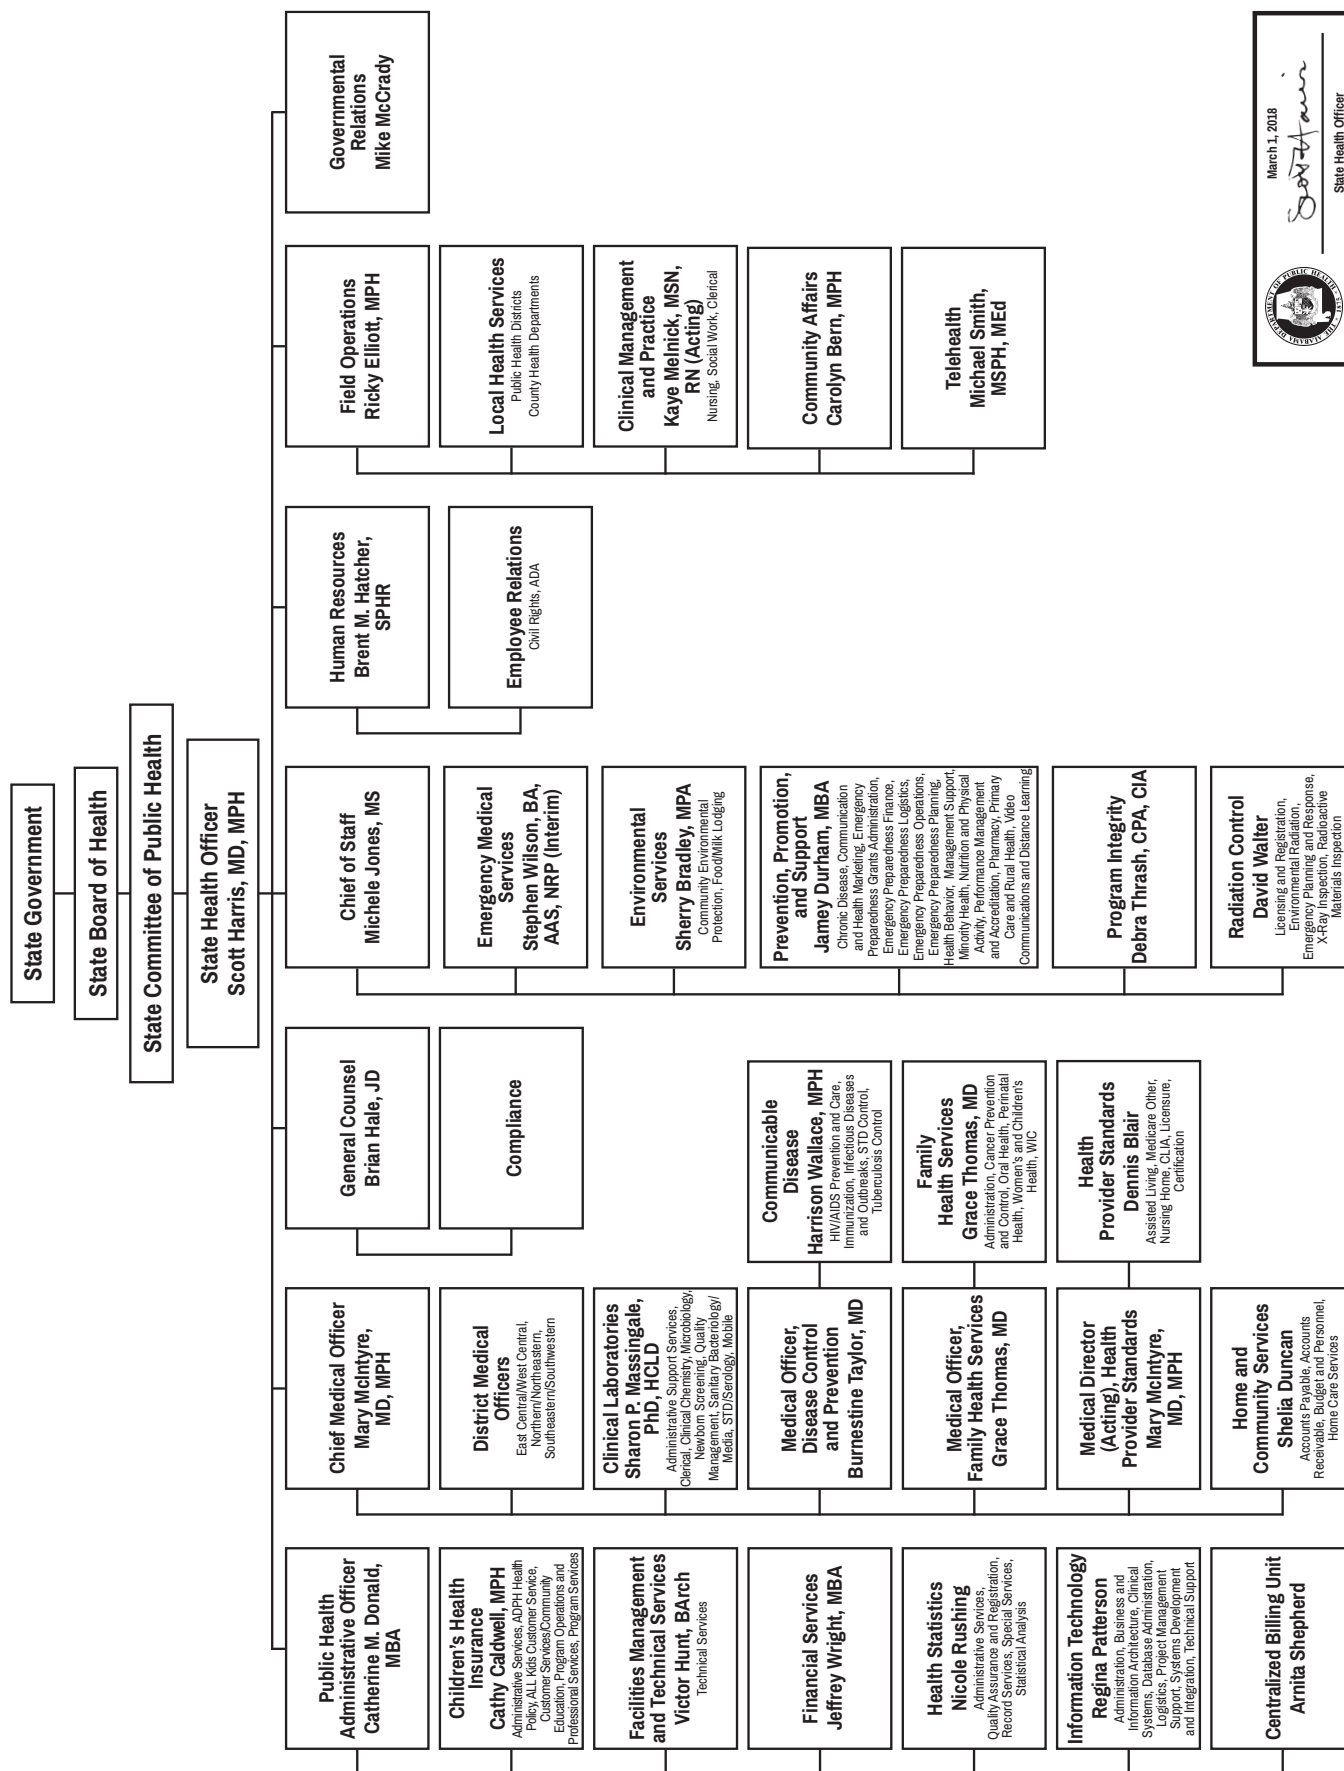 State Government
State Board of Health
State Committee of Public Health
State Health Officer
Scott Harris, MD, MPH
Public Health
Administrative Officer
Catherine M. Donald,
MBA
Children's Health
Insurance
Cathy Caldwell, MPH
Administrative Services, ADPH Health
Policy, ALL Kids Customer Service,
Customer Services/Community
Education, Program Operations and
Professional Services, Program Services
Facilities Management
and Technical Services
Victor Hunt, BArch
Technical Services
Financial Services
Jeffrey Wright, MBA
Health Statistics
Nicole Rushing
Administrative Services,
Quality Assurance and Registration,
Record Services, Special Services,
Statistical Analysis
Information Technology
Regina Patterson
Administration, Business and
Information Architecture, Clinical
Systems, Database Administration,
Logistics, Project Management
Support, Systems Development
and Integration, Technical Support
Centralized Billing Unit
Arnita Shepherd
Chief Medical Officer
Mary McIntyre,
MD, MPH
District Medical
Officers
East Central/West Central,
Northern/Northeastern,
Southeastern/Southwestern
Clinical Laboratories
Sharon P. Massingale,
PhD, HCLD
Administrative Support Services,
Clerical, Clinical Chemistry, Microbiology,
Newborn Screening, Quality
Management, Sanitary Bacteriology/
Media, STD/Serology, Mobile
Medical Officer,
Disease Control
and Prevention
Burnestine Taylor, MD
Medical Officer,
Family Health Services
Grace Thomas, MD
Medical Director
(Acting), Health
Provider Standards
Mary McIntyre,
MD, MPH
Home and
Community Services
Shelia Duncan
Accounts Payable, Accounts
Receivable, Budget and Personnel,
Home Care Services
General Counsel
Brian Hale, JD
Compliance
Communicable
Disease
Harrison Wallace, MPH
HIV/AIDS Prevention and Care,
Immunization, Infectious Diseases
and Outbreaks, STD Control,
Tuberculosis Control
Family
Health Services
Grace Thomas, MD
Administration, Cancer Prevention
and Control, Oral Health, Perinatal
Health, Women's and Children's
Health, WIC
Health
Provider Standards
Dennis Blair
Assisted Living, Medicare Other,
Nursing Home, CLIA, Licensure,
Certification
Chief of Staff
Michele Jones, MS
Emergency Medical
Services
Stephen Wilson, BA,
AAS, NRP (Interim)
Environmental
Services
Sherry Bradley, MPA
Community Environmental
Protection, Food/Milk Lodging
Prevention, Promotion,
and Support
Jamey Durham, MBA
Chronic Disease, Communication
and Health Marketing, Emergency
Preparedness Grants Administration,
Emergency Preparedness Finance,
Emergency Preparedness Logistics,
Emergency Preparedness Operations,
Emergency Preparedness Planning,
Health Behavior, Management Support,
Minority Health, Nutrition and Physical
Activity, Performance Management
and Accreditation, Pharmacy, Primary
Care and Rural Health, Video
Communications and Distance Learning
Program Integrity
Debra Thrash, CPA, CIA
Radiation Control
David Walter
Licensing and Registration,
Environmental Radiation,
Emergency Planning and Response,
X-Ray Inspection, Radioactive
Materials Inspection
Human Resources
Brent M. Hatcher,
SPHR
Employee Relations
Civil Rights, ADA
Field Operations
Ricky Elliott, MPH
Local Health Services
Public Health Districts
County Health Departments
Clinical Management
and Practice
Kaye Melnick, MSN,
RN (Acting)
Nursing, Social Work, Clerical
Community Affairs
Carolyn Bern, MPH
Telehealth
Michael Smith,
MSPH, MEd
Governmental
Relations
Mike McCrady
THE ALABAMA DEPARTMENT OF PUBLIC HEALTH · 1875 ·
March 1, 2018
Scott Harris
State Health Officer